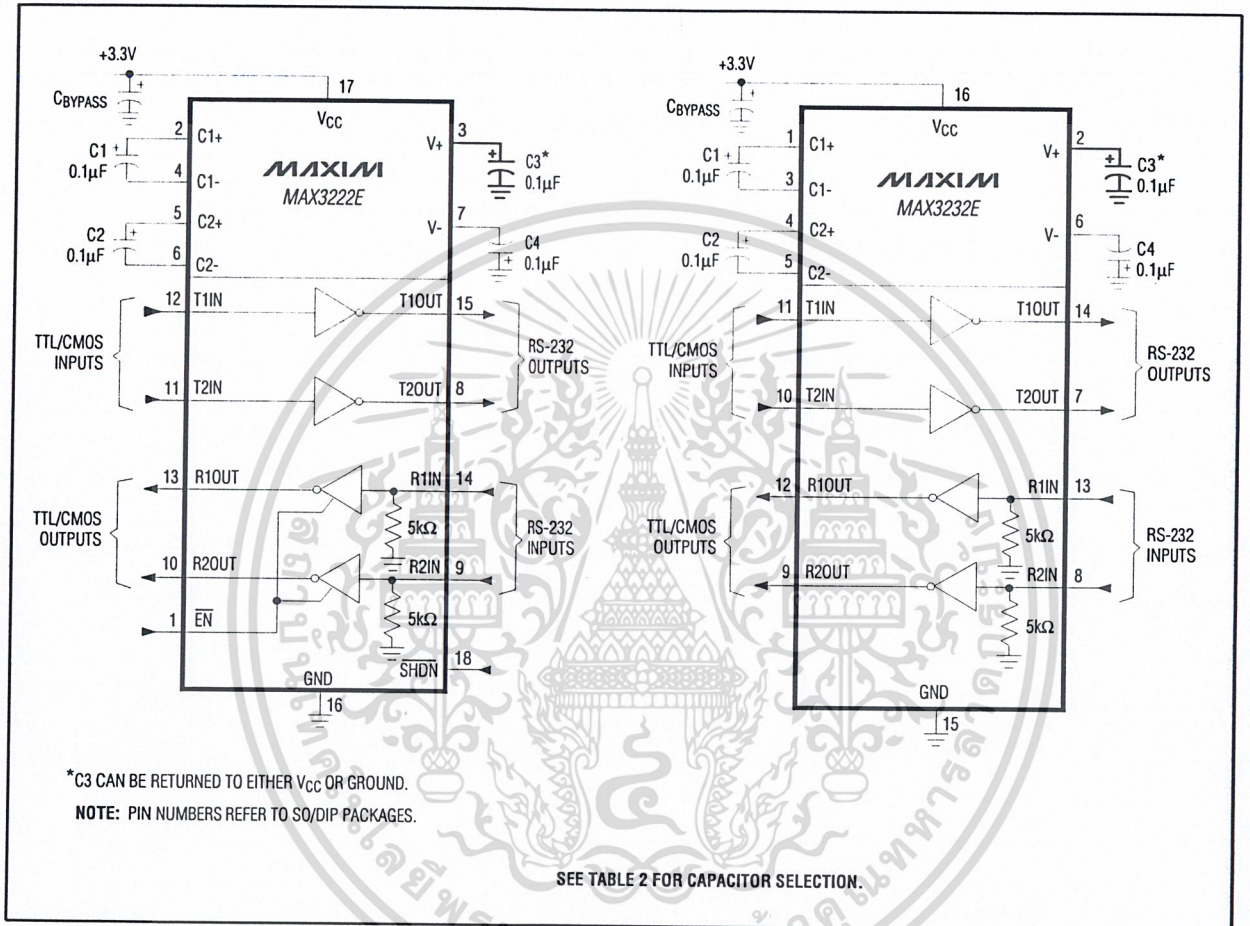 +3.3V
CBYPASS
17
VCC
2 C1+
C1 +
0.1µF
4 C1-
MAXIM
MAX3222E
V+ 3
+ C3*
0.1µF
5 C2+
C2 +
0.1µF
6 C2-
V- 7
C4
+ 0.1µF
12 T1IN
T1OUT 15
TTL/CMOS
INPUTS
RS-232
OUTPUTS
11 T2IN
T2OUT 8
13 R1OUT
R1IN 14
TTL/CMOS
OUTPUTS
5kΩ
RS-232
INPUTS
10 R2OUT
R2IN 9
5kΩ
1 EN
SHDN 18
GND
16
+3.3V
CBYPASS
16
VCC
1 C1+
C1 +
0.1µF
3 C1-
MAXIM
MAX3232E
V+ 2
+ C3*
0.1µF
4 C2+
C2 +
0.1µF
5 C2-
V- 6
C4
+ 0.1µF
11 T1IN
T1OUT 14
TTL/CMOS
INPUTS
RS-232
OUTPUTS
10 T2IN
T2OUT 7
12 R1OUT
R1IN 13
TTL/CMOS
OUTPUTS
5kΩ
RS-232
INPUTS
9 R2OUT
R2IN 8
5kΩ
GND
15
*C3 CAN BE RETURNED TO EITHER VCC OR GROUND.
NOTE: PIN NUMBERS REFER TO SO/DIP PACKAGES.
SEE TABLE 2 FOR CAPACITOR SELECTION.